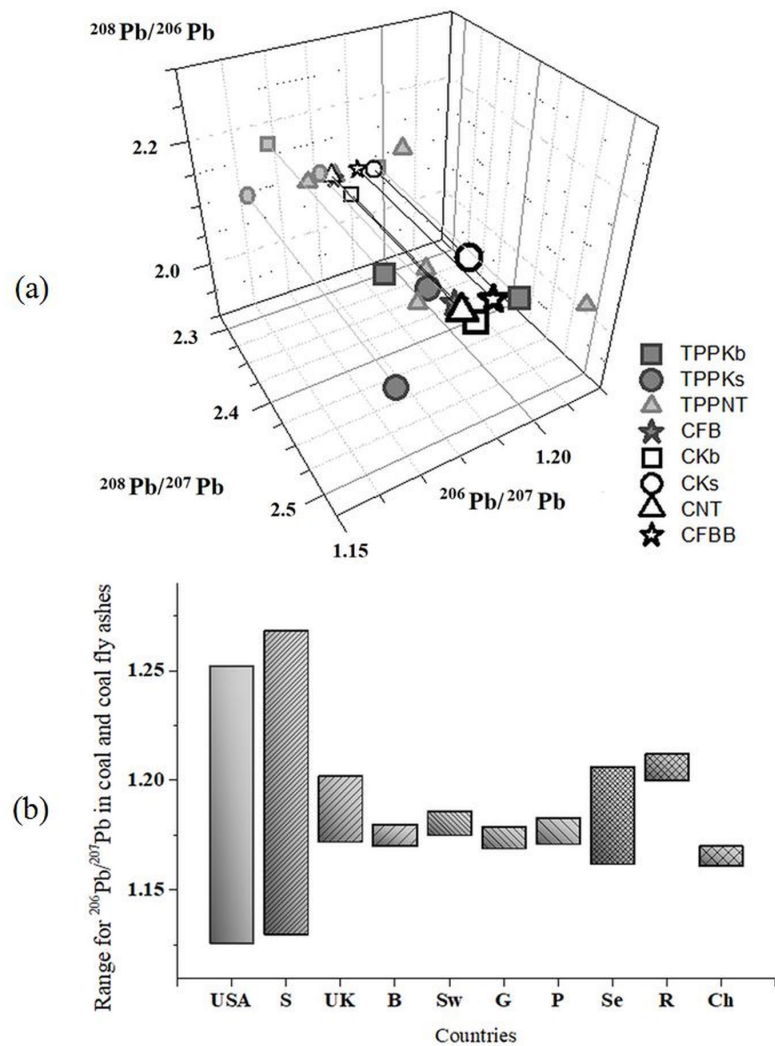 ²⁰⁸Pb/²⁰⁶Pb
2.2
2.0
(a)
2.3
2.4
2.5
²⁰⁸Pb/²⁰⁷Pb
²⁰⁶Pb/²⁰⁷Pb
1.20
1.15
TPPKb
TPPKs
TPPNT
CFB
CKb
CKs
CNT
CFBB
(b)
Range for ²⁰⁶Pb/²⁰⁷Pb in coal and coal fly ashes
1.25
1.20
1.15
USA S UK B Sw G P Se R Ch
Countries